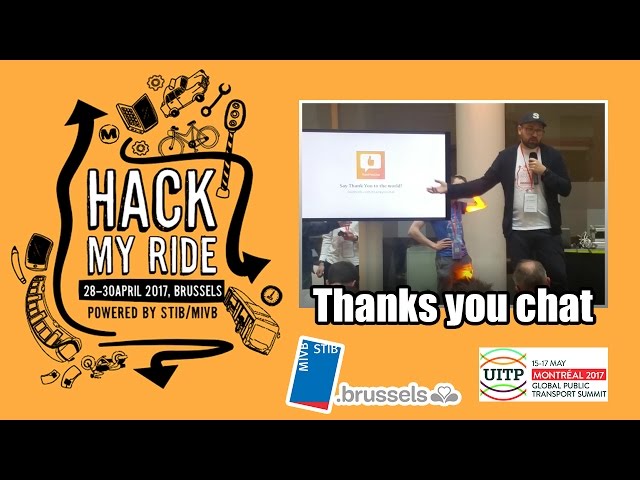 HACK
MY RIDE
28-30APRIL 2017, BRUSSELS
POWERED BY STIB/MIVB
M
Say Thank You to the world!
Thanks you chat
MIVB STIB
.brussels
UITP
15-17 MAY
MONTRÉAL 2017
GLOBAL PUBLIC
TRANSPORT SUMMIT